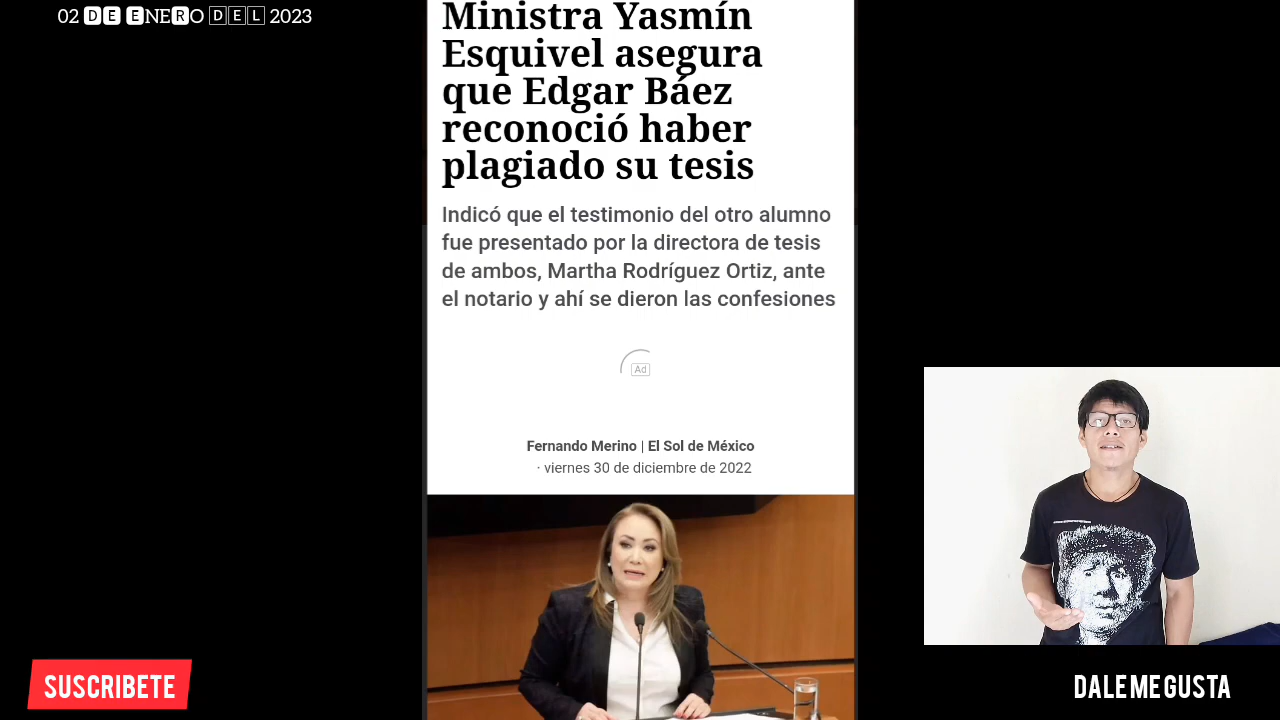 02 DE ENERO DEL 2023
Ministra Yasmín
Esquivel asegura
que Edgar Báez
reconoció haber
plagiado su tesis
Indicó que el testimonio del otro alumno
fue presentado por la directora de tesis
de ambos, Martha Rodríguez Ortiz, ante
el notario y ahí se dieron las confesiones
Ad
Fernando Merino | El Sol de México
· viernes 30 de diciembre de 2022
SUSCRIBETE
DALE ME GUSTA